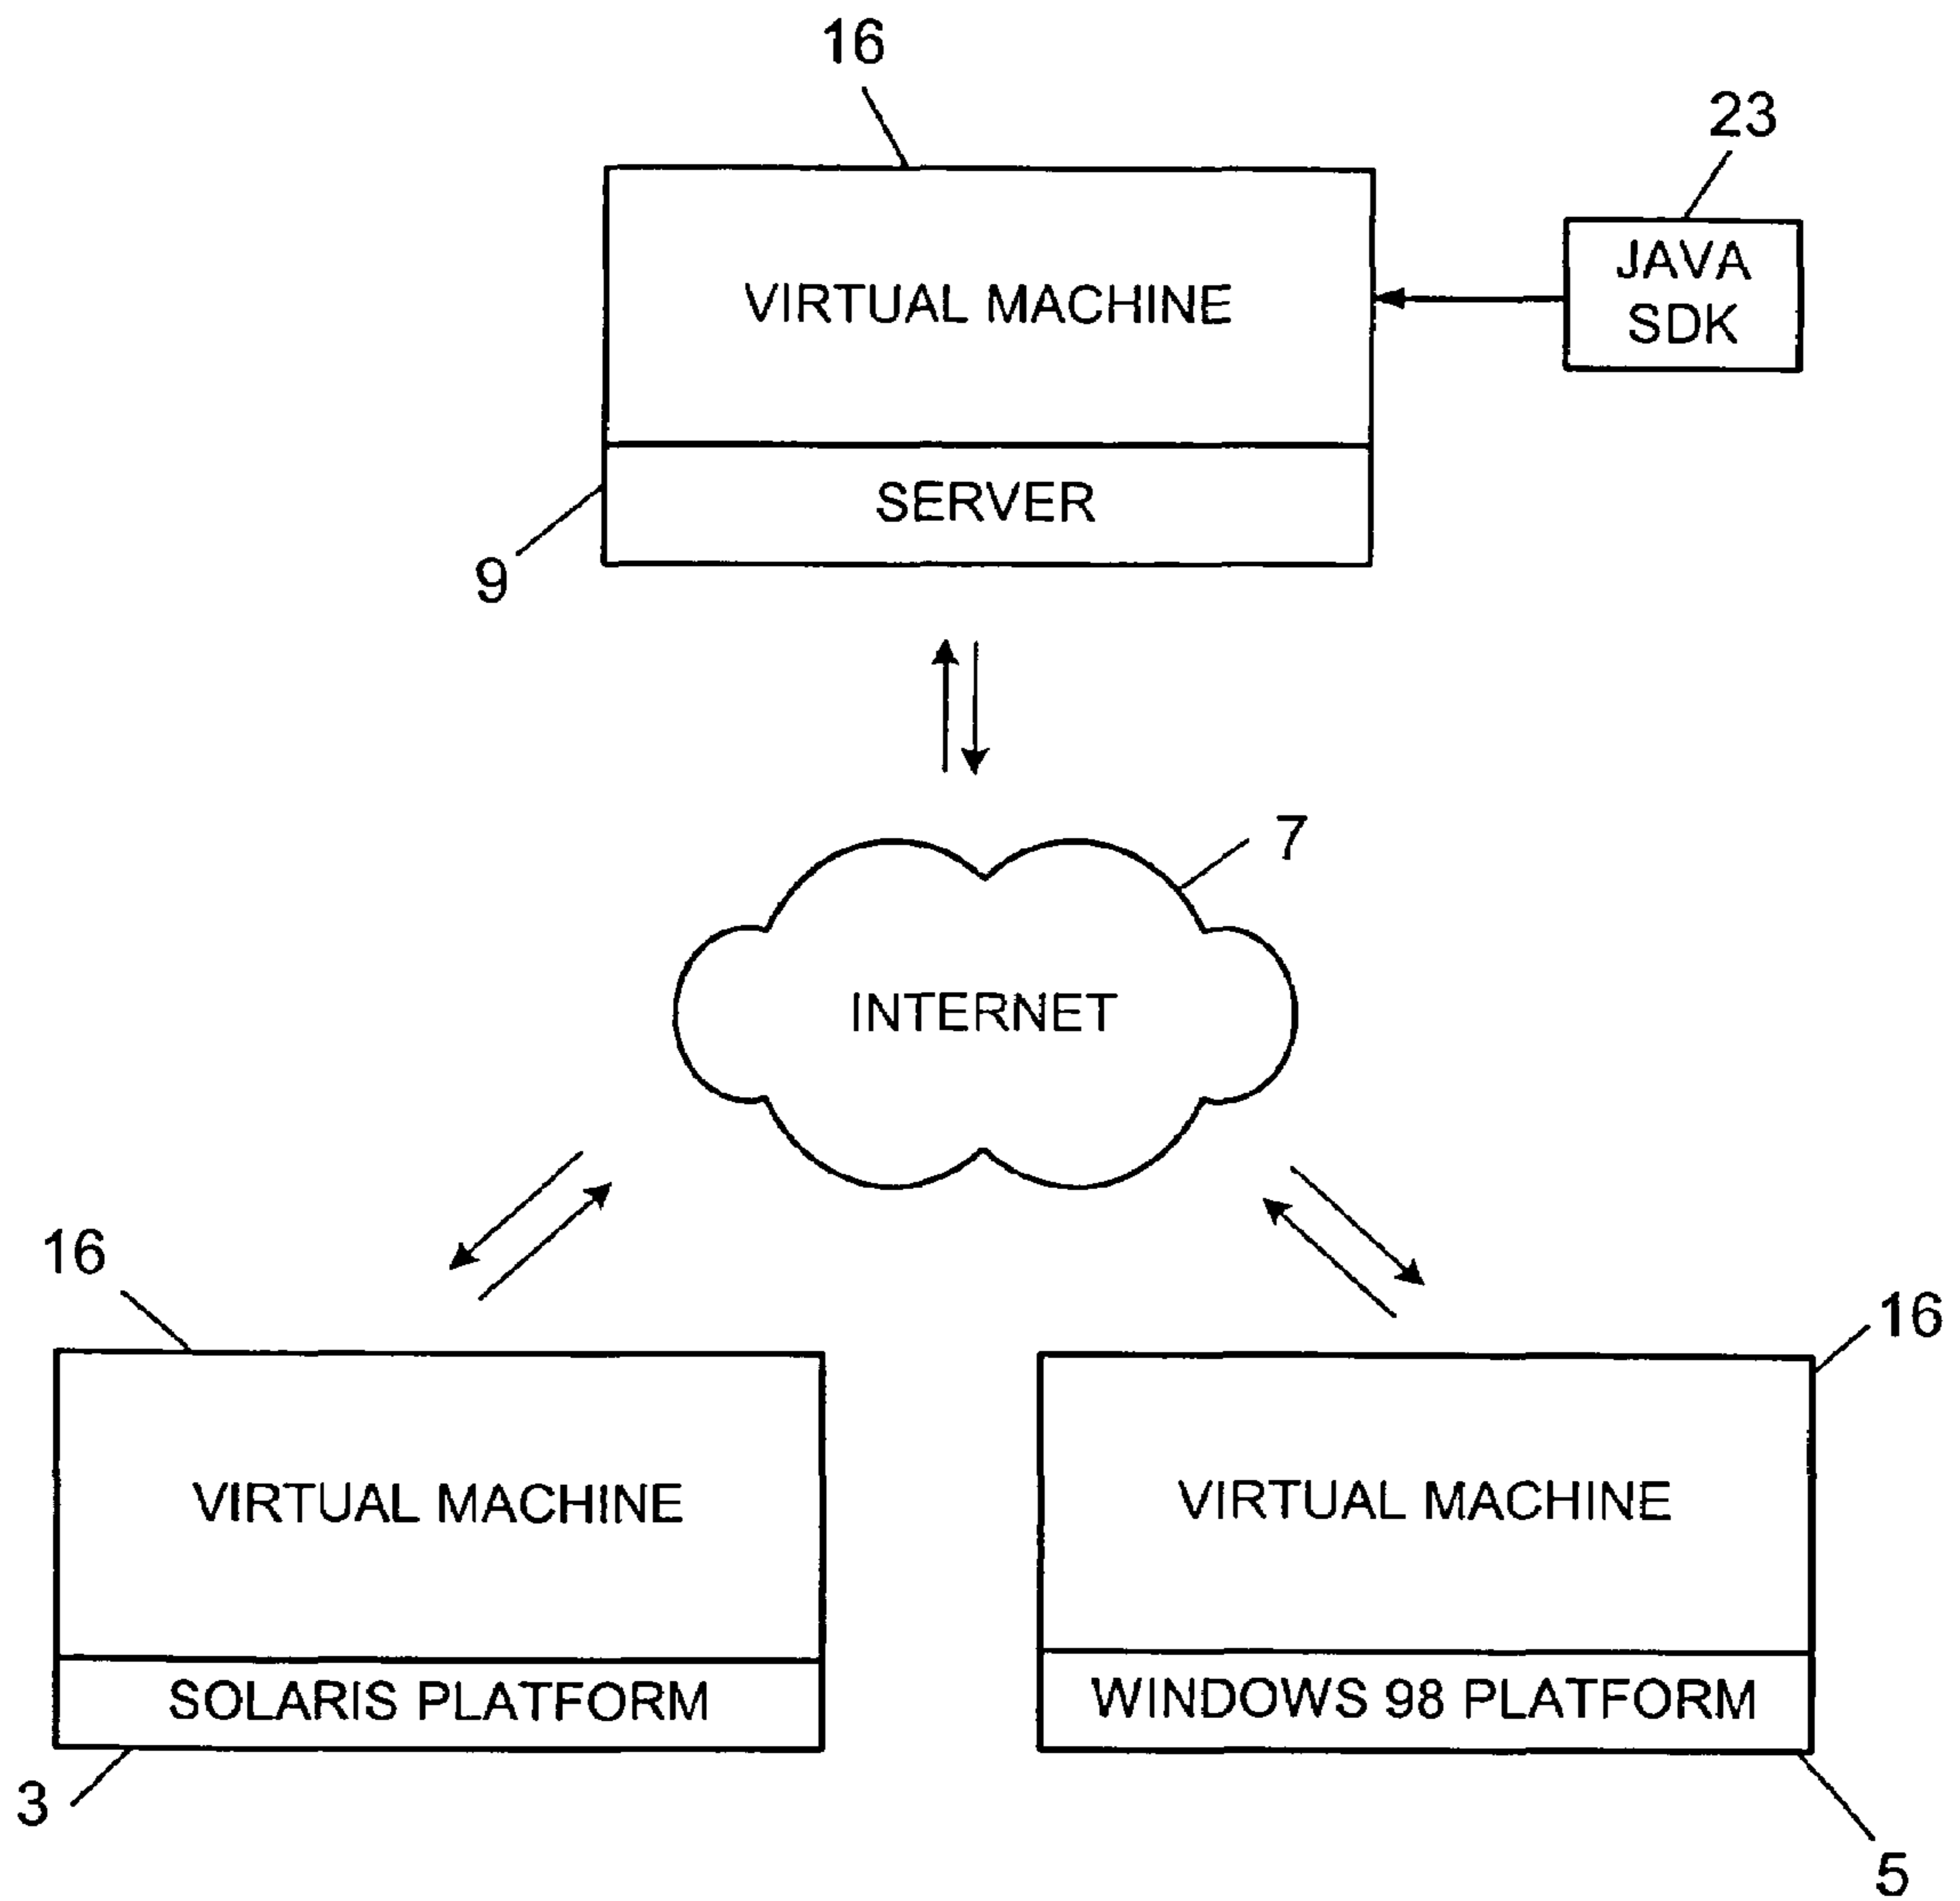 16
23
JAVA
SDK
VIRTUAL MACHINE
SERVER
9
7
INTERNET
16
16
VIRTUAL MACHINE
VIRTUAL MACHINE
SOLARIS PLATFORM
WINDOWS 98 PLATFORM
3
5